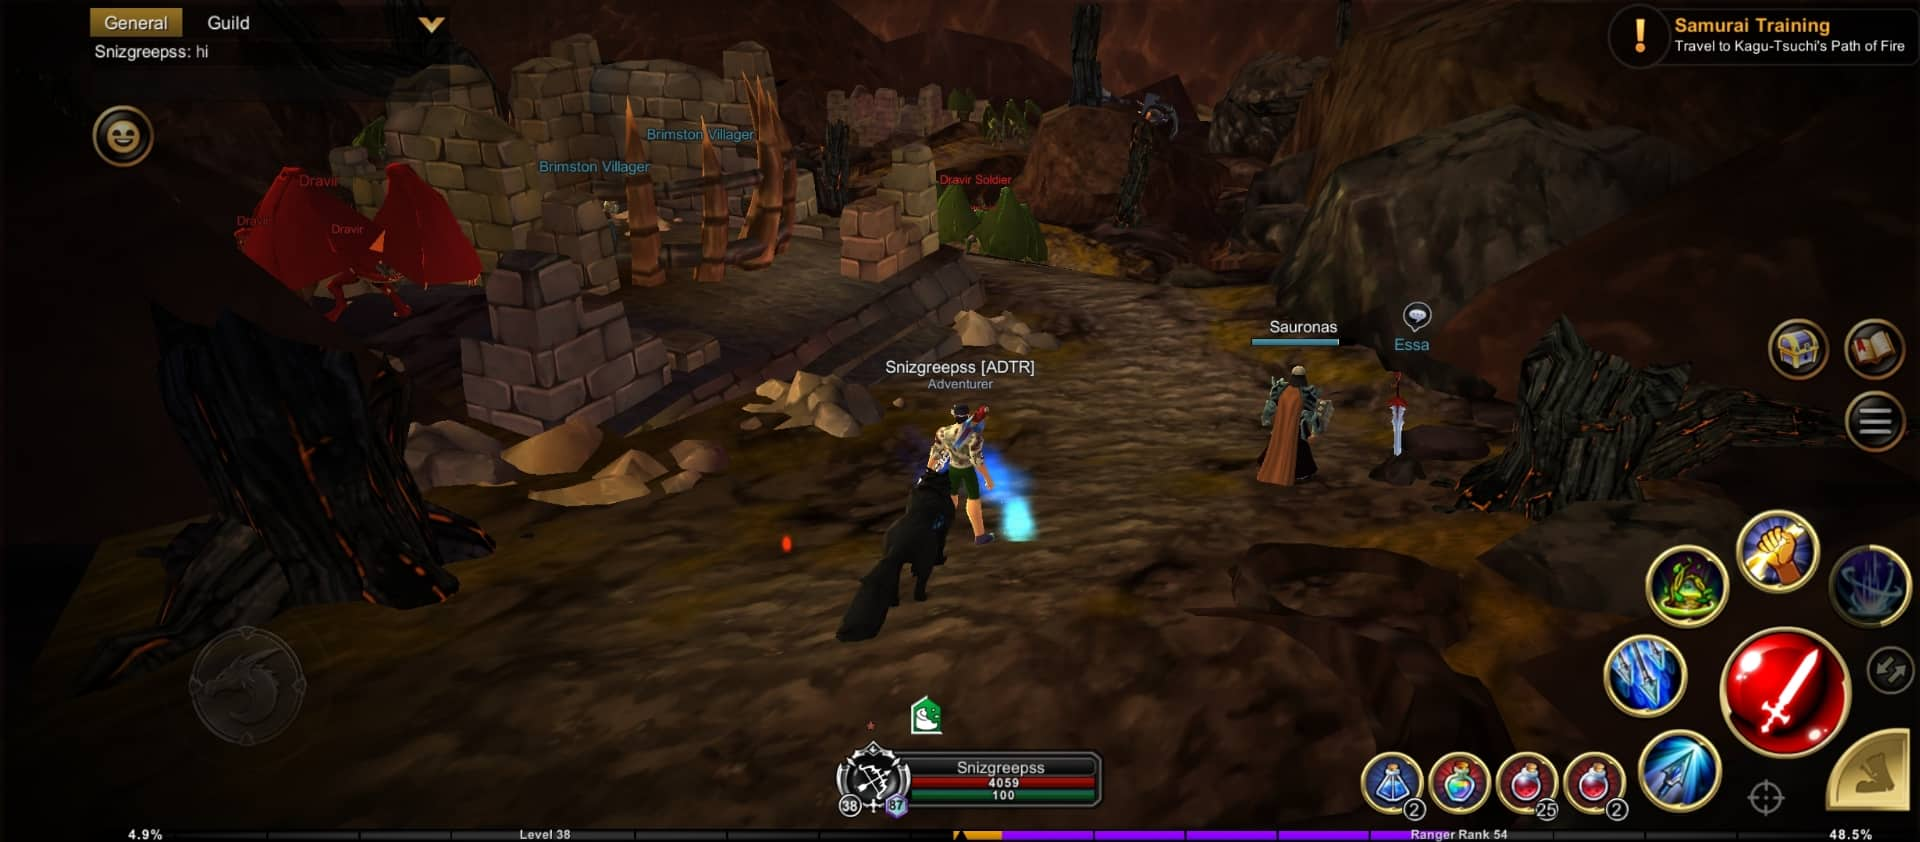 General Guild
Snizgreepss: hi
Samurai Training
Travel to Kagu-Tsuchi's Path of Fire
Brimston Villager
Brimston Villager
Dravir
Dravir
Dravir
Dravir Soldier
Sauronas
Essa
Snizgreepss [ADTR]
Adventurer
Snizgreepss
4059
100
38
87
2
25
2
4.9%
Level 38
Ranger Rank 54
48.5%